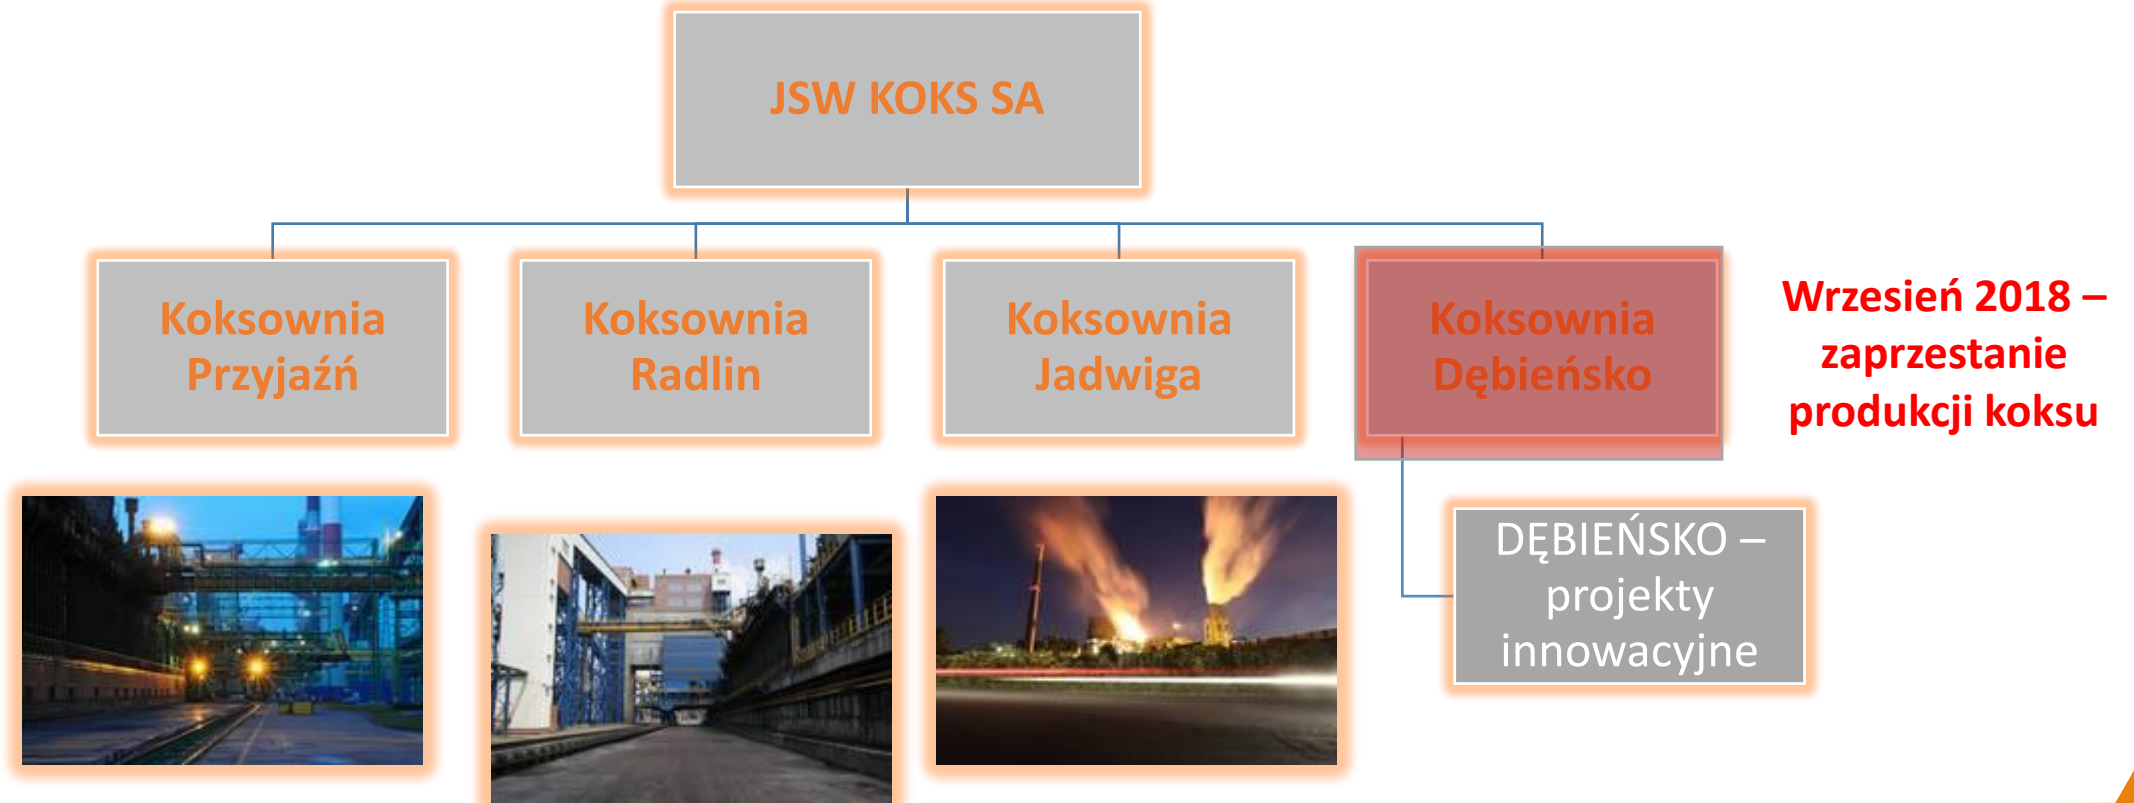 JSW KOKS SA
Koksownia
Przyjaźń
Koksownia
Radlin
Koksownia
Jadwiga
Koksownia
Dębieńsko
Wrzesień 2018 –
zaprzestanie
produkcji koksu
DĘBIEŃSKO –
projekty
innowacyjne